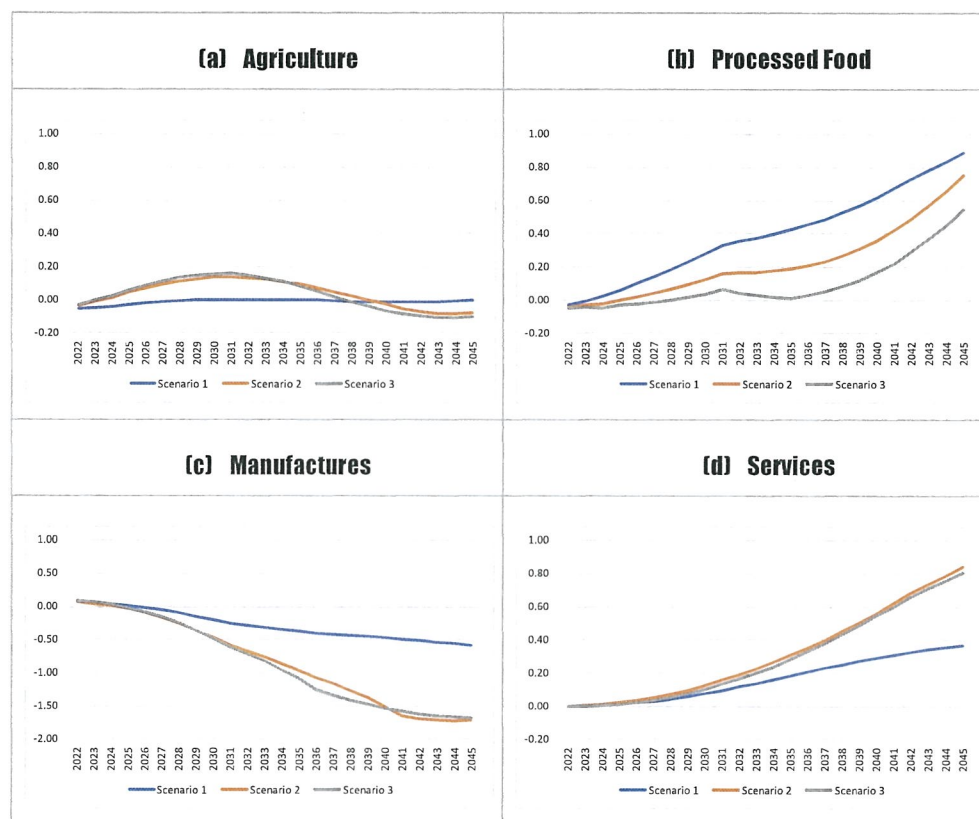 (a) Agriculture
1.00
0.80
0.60
0.40
0.20
0.00
-0.20
2022 2023 2024 2025 2026 2027 2028 2029 2030 2031 2032 2033 2034 2035 2036 2037 2038 2039 2040 2041 2042 2043 2044 2045
Scenario 1 Scenario 2 Scenario 3
(b) Processed Food
1.00
0.80
0.60
0.40
0.20
0.00
-0.20
2022 2023 2024 2025 2026 2027 2028 2029 2030 2031 2032 2033 2034 2035 2036 2037 2038 2039 2040 2041 2042 2043 2044 2045
Scenario 1 Scenario 2 Scenario 3
(c) Manufactures
1.00
0.50
0.00
-0.50
-1.00
-1.50
-2.00
2022 2023 2024 2025 2026 2027 2028 2029 2030 2031 2032 2033 2034 2035 2036 2037 2038 2039 2040 2041 2042 2043 2044 2045
Scenario 1 Scenario 2 Scenario 3
(d) Services
1.00
0.80
0.60
0.40
0.20
0.00
-0.20
2022 2023 2024 2025 2026 2027 2028 2029 2030 2031 2032 2033 2034 2035 2036 2037 2038 2039 2040 2041 2042 2043 2044 2045
Scenario 1 Scenario 2 Scenario 3